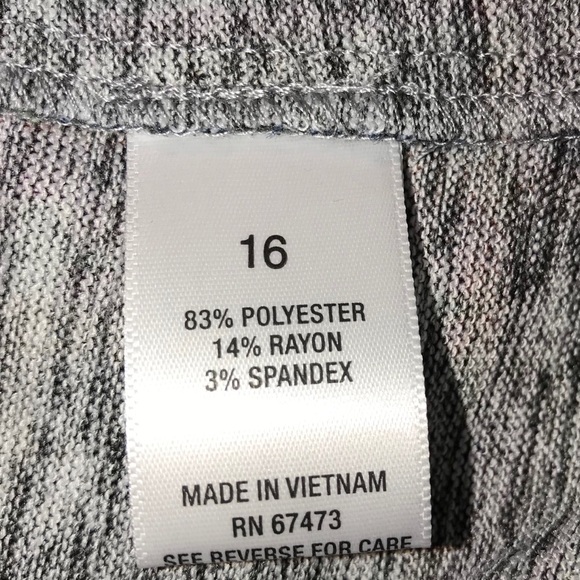 16
83% POLYESTER
14% RAYON
3% SPANDEX
MADE IN VIETNAM
RN 67473
SEE REVERSE FOR CARE